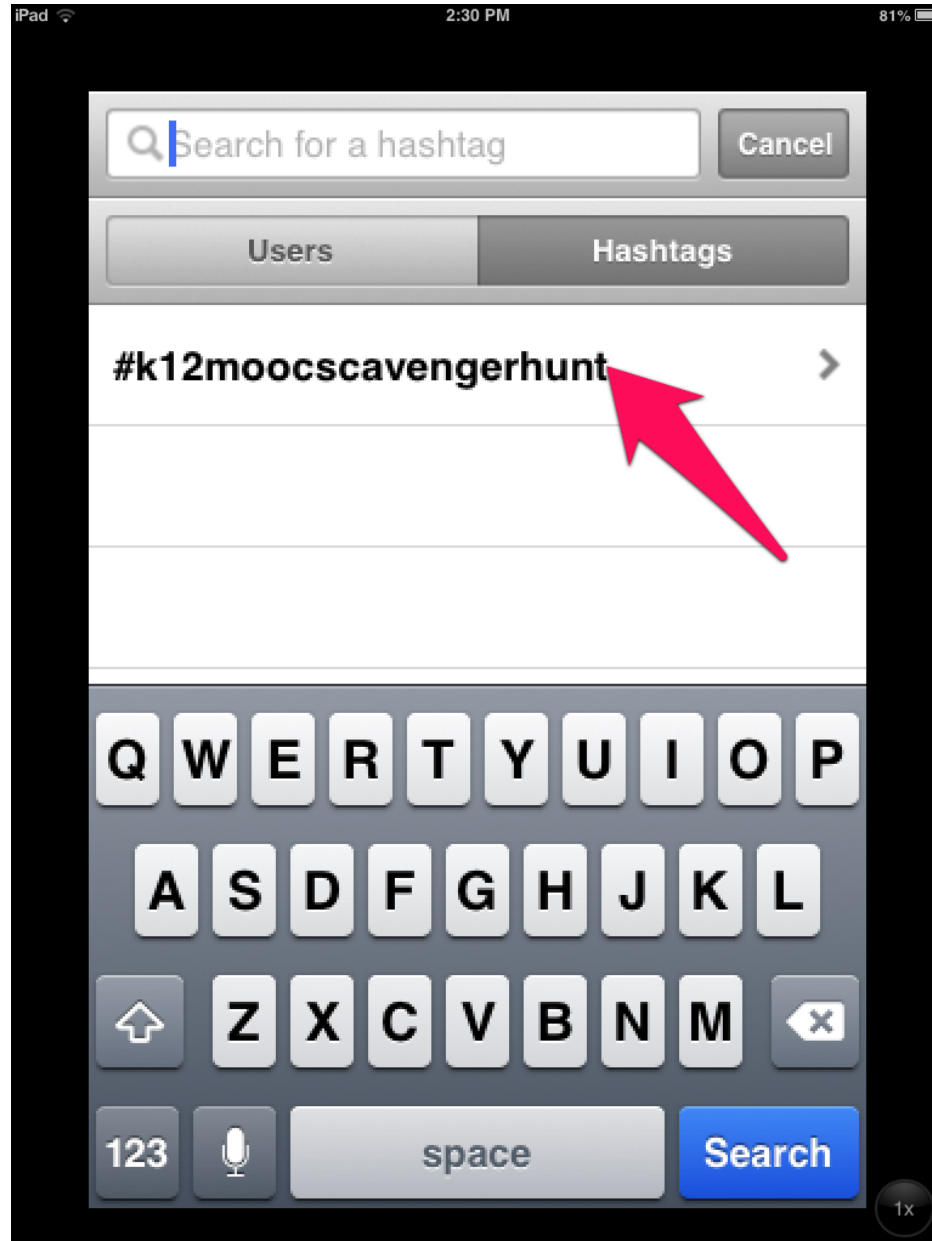 iPad 2:30 PM 81%
Search for a hashtag Cancel
Users Hashtags
#k12moocscavengerhunt
Q W E R T Y U I O P
A S D F G H J K L
Z X C V B N M
123 space Search
1x